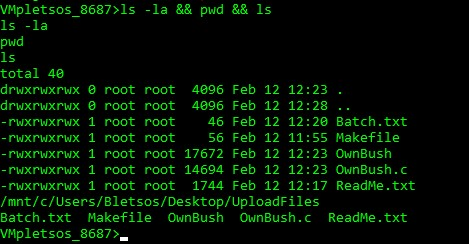 VMpletsos_8687>ls -la && pwd && ls
ls -la
pwd
ls
total 40
drwxrwxrwx 0 root root  4096 Feb 12 12:23 .
drwxrwxrwx 0 root root  4096 Feb 12 12:28 ..
-rwxrwxrwx 1 root root    46 Feb 12 12:20 Batch.txt
-rwxrwxrwx 1 root root    56 Feb 12 11:55 Makefile
-rwxrwxrwx 1 root root 17672 Feb 12 12:23 OwnBush
-rwxrwxrwx 1 root root 14694 Feb 12 12:23 OwnBush.c
-rwxrwxrwx 1 root root  1744 Feb 12 12:17 ReadMe.txt
/mnt/c/Users/Bletsos/Desktop/UploadFiles
Batch.txt  Makefile  OwnBush  OwnBush.c  ReadMe.txt
VMpletsos_8687>